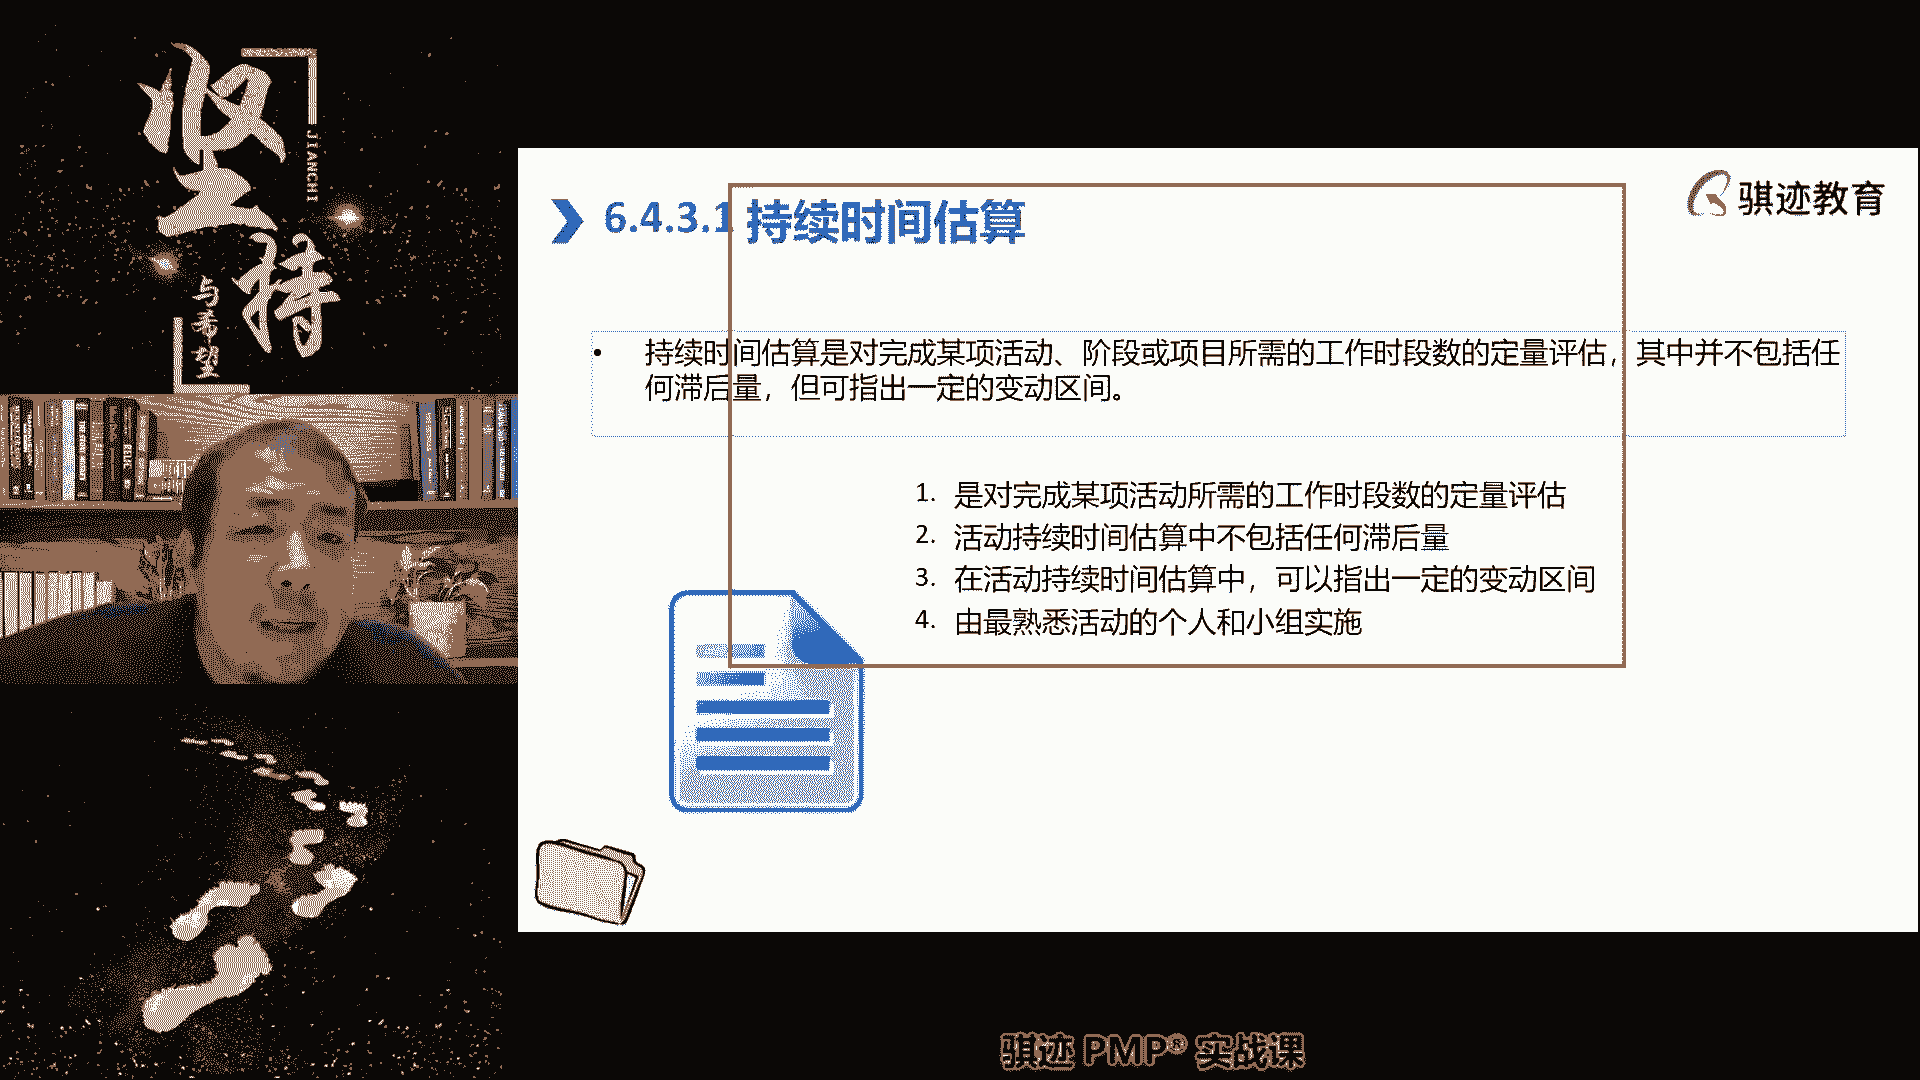 坚持
JIANCHI
与希望
骐迹教育
6.4.3.1 持续时间估算
• 持续时间估算是对完成某项活动、阶段或项目所需的工作时段数的定量评估，其中并不包括任
何滞后量，但可指出一定的变动区间。
1. 是对完成某项活动所需的工作时段数的定量评估
2. 活动持续时间估算中不包括任何滞后量
3. 在活动持续时间估算中，可以指出一定的变动区间
4. 由最熟悉活动的个人和小组实施
骐迹 PMP® 实战课